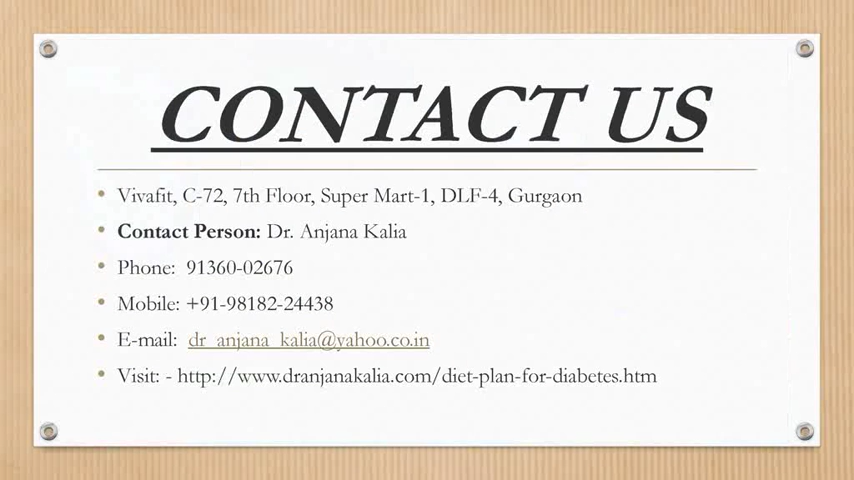 CONTACT US
Vivafit, C-72, 7th Floor, Super Mart-1, DLF-4, Gurgaon
Contact Person: Dr. Anjana Kalia
Phone: 91360-02676
Mobile: +91-98182-24438
E-mail: dr_anjana_kalia@yahoo.co.in
Visit: - http://www.dranjanakalia.com/diet-plan-for-diabetes.htm